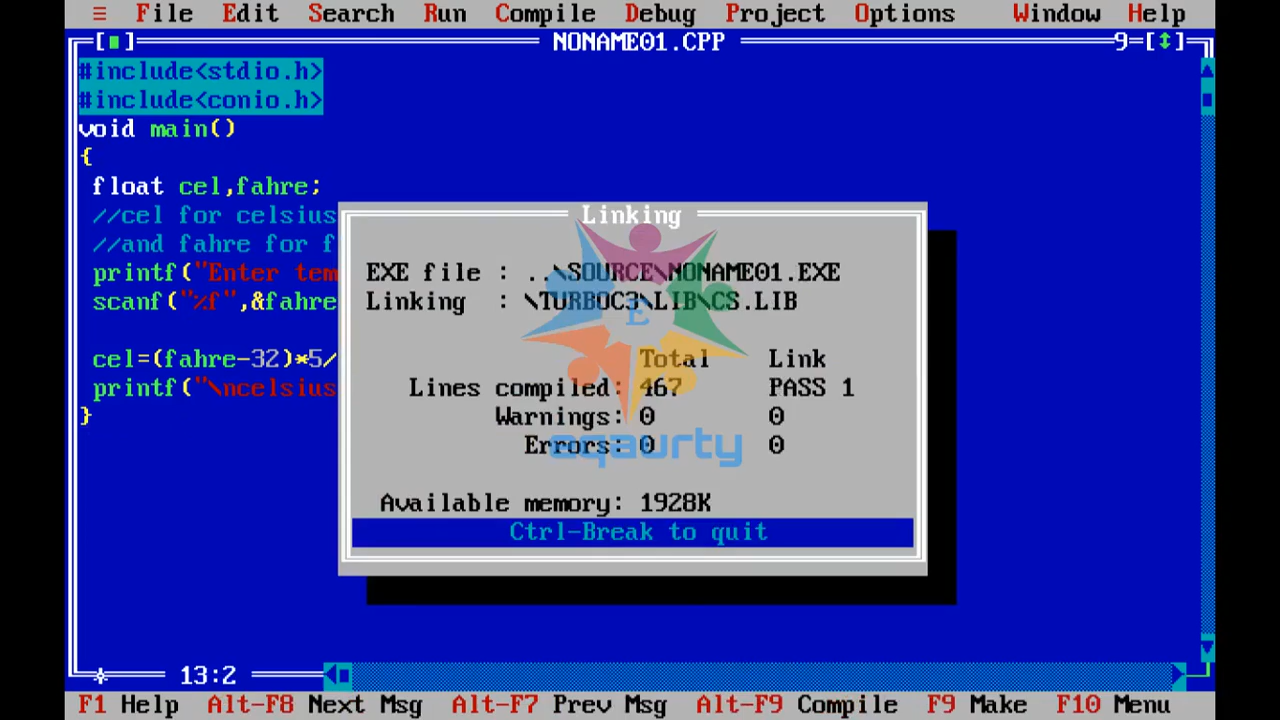 ≡ File Edit Search Run Compile Debug Project Options Window Help
NONAME01.CPP 9
#include<stdio.h>
#include<conio.h>
void main()
{
float cel,fahre;
//cel for celsius
//and fahre for f
printf("Enter tem
scanf("%f",&fahre
cel=(fahre-32)*5/
printf("\ncelsius
}
Linking
EXE file : ..\SOURCE\NONAME01.EXE
Linking : \TURBOC3\LIB\CS.LIB
Total Link
Lines compiled: 467 PASS 1
Warnings: 0 0
Errors: 0 0
Available memory: 1928K
Ctrl-Break to quit
E
eqaurty
13:2
F1 Help Alt-F8 Next Msg Alt-F7 Prev Msg Alt-F9 Compile F9 Make F10 Menu